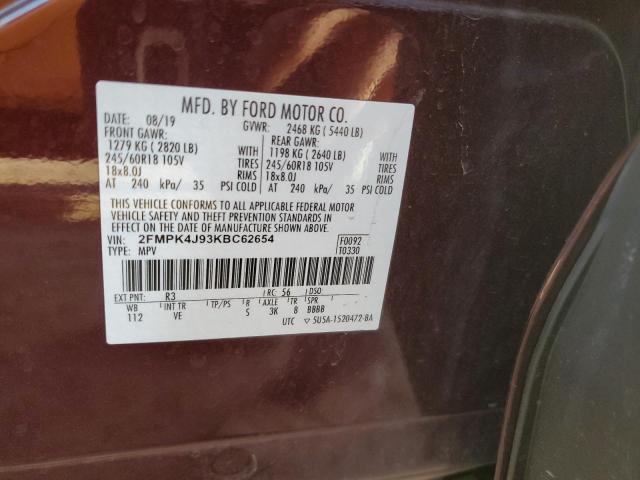 MFD. BY FORD MOTOR CO.
DATE: 08/19 GVWR: 2468 KG ( 5440 LB)
FRONT GAWR: REAR GAWR:
1279 KG ( 2820 LB) 1198 KG ( 2640 LB)
245/60R18 105V TIRES 245/60R18 105V TIRES
18x8.0J RIMS 18x8.0J RIMS
AT 240 kPa/ 35 PSI COLD AT 240 kPa/ 35 PSI COLD
THIS VEHICLE CONFORMS TO ALL APPLICABLE FEDERAL MOTOR
VEHICLE SAFETY AND BUMPER AND THEFT PREVENTION STANDARDS IN
EFFECT ON THE DATE OF MANUFACTURE SHOWN ABOVE.
VIN: 2FMPK4J93KBC62654 F0092
TYPE: MPV T0330
EXT PNT: R3 RC: 56 DSO:
WB INT TR TP/PS R AXLE TR SPR
112 VE S 3K 8 BBBB
UTC ▽ 5U5A-1520472-BA